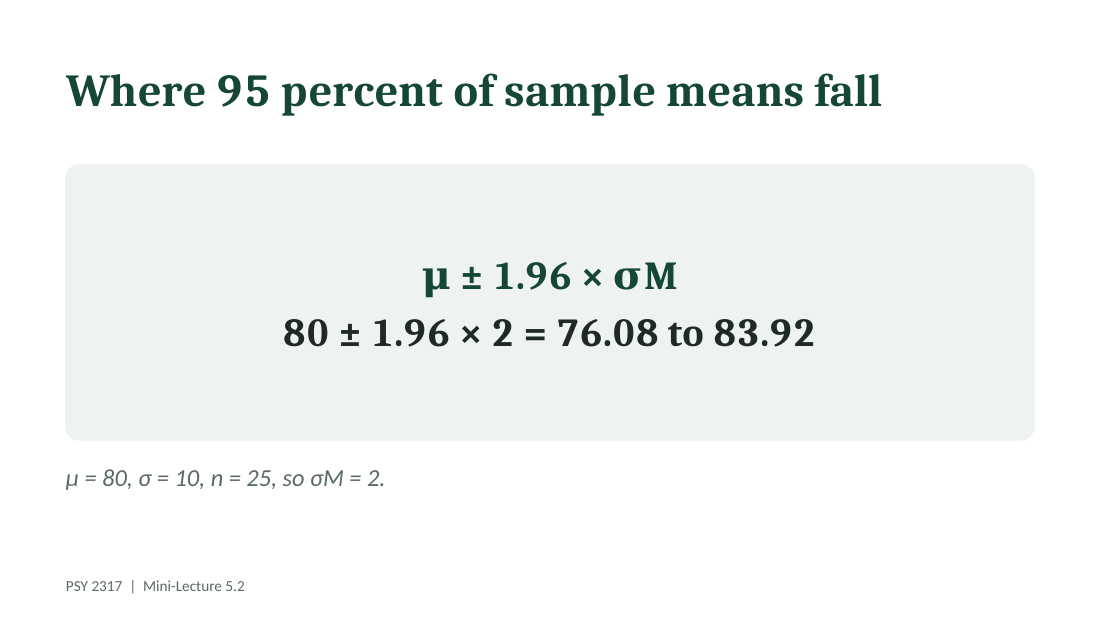 Where 95 percent of sample means fall
μ ± 1.96 × σM
80 ± 1.96 × 2 = 76.08 to 83.92
μ = 80, σ = 10, n = 25, so σM = 2.
PSY 2317 | Mini-Lecture 5.2